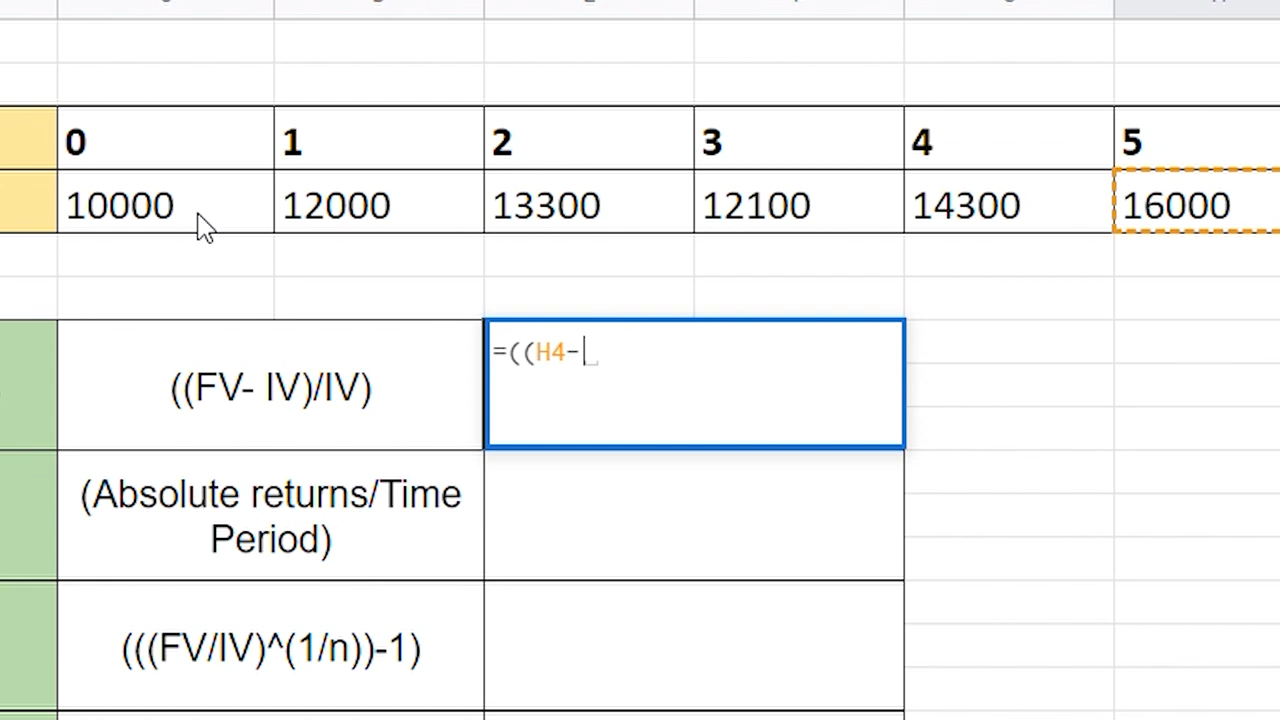 0 1 2 3 4 5
10000 12000 13300 12100 14300 16000
((FV- IV)/IV) =((H4-
(Absolute returns/Time
Period)
(((FV/IV)^(1/n))-1)